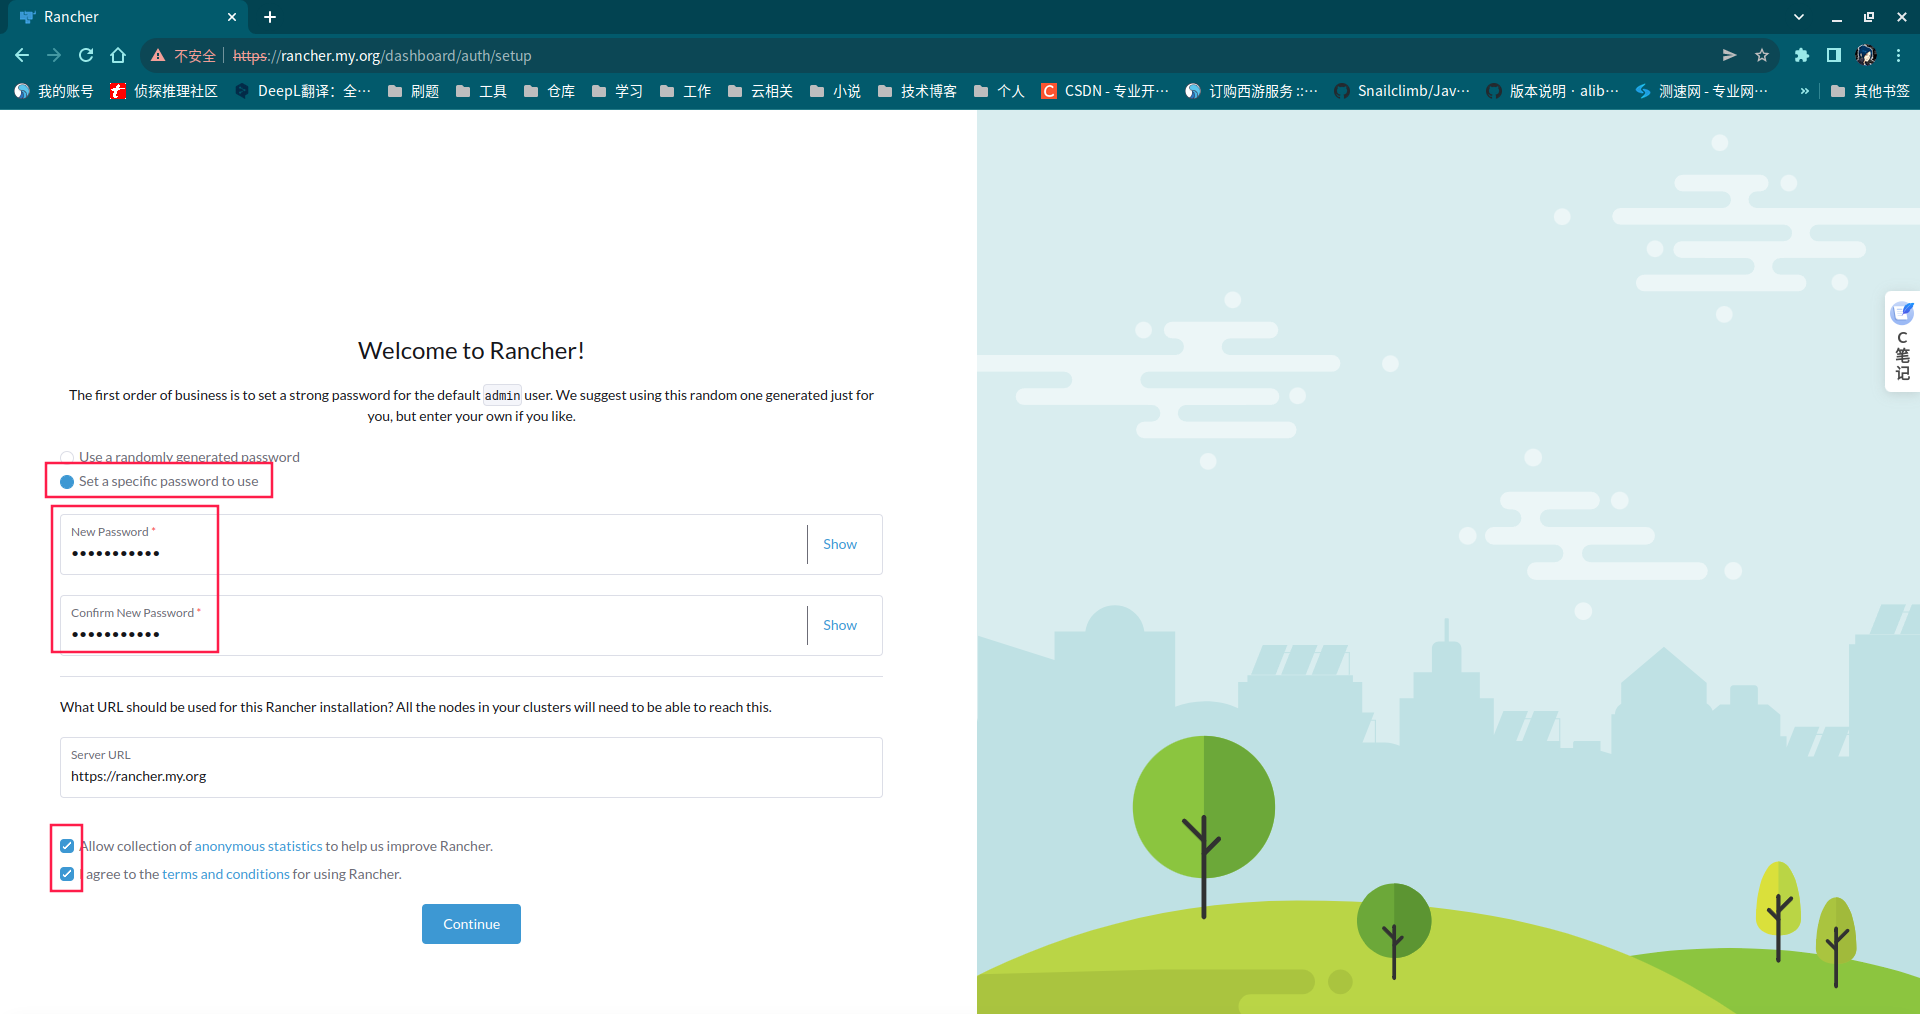 Rancher
不安全 https://rancher.my.org/dashboard/auth/setup
我的账号 侦探推理社区 DeepL翻译：全… 刷题 工具 仓库 学习 工作 云相关 小说 技术博客 个人 CSDN - 专业开… 订购西游服务 ::… Snailclimb/Jav… 版本说明 · alib… 测速网 - 专业网… » 其他书签
Welcome to Rancher!
The first order of business is to set a strong password for the default admin user. We suggest using this random one generated just for
you, but enter your own if you like.
Use a randomly generated password
Set a specific password to use
New Password *
•••••••••••
Show
Confirm New Password *
•••••••••••
Show
What URL should be used for this Rancher installation? All the nodes in your clusters will need to be able to reach this.
Server URL
https://rancher.my.org
Allow collection of anonymous statistics to help us improve Rancher.
I agree to the terms and conditions for using Rancher.
Continue
C
笔
记